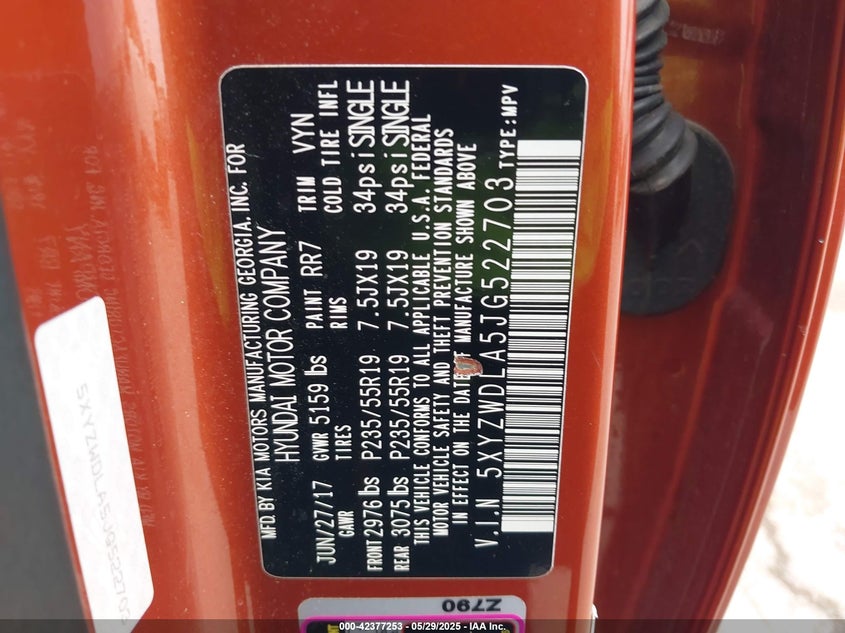 MFD. BY KIA MOTORS MANUFACTURING GEORGIA, INC. FOR
HYUNDAI MOTOR COMPANY
JUN/27/17 GVWR 5159 lbs PAINT RR7 TRIM VYN
GAWR TIRES RIMS COLD TIRE INFL
FRONT 2976 lbs P235/55R19 7.5JX19 34psi SINGLE
REAR 3075 lbs P235/55R19 7.5JX19 34psi SINGLE
THIS VEHICLE CONFORMS TO ALL APPLICABLE U.S.A. FEDERAL
MOTOR VEHICLE SAFETY AND THEFT PREVENTION STANDARDS
IN EFFECT ON THE DATE OF MANUFACTURE SHOWN ABOVE
V.I.N 5XYZWDLA5JG522703 TYPE:MPV
Z790
000-42377253 - 05/29/2025 - IAA Inc.